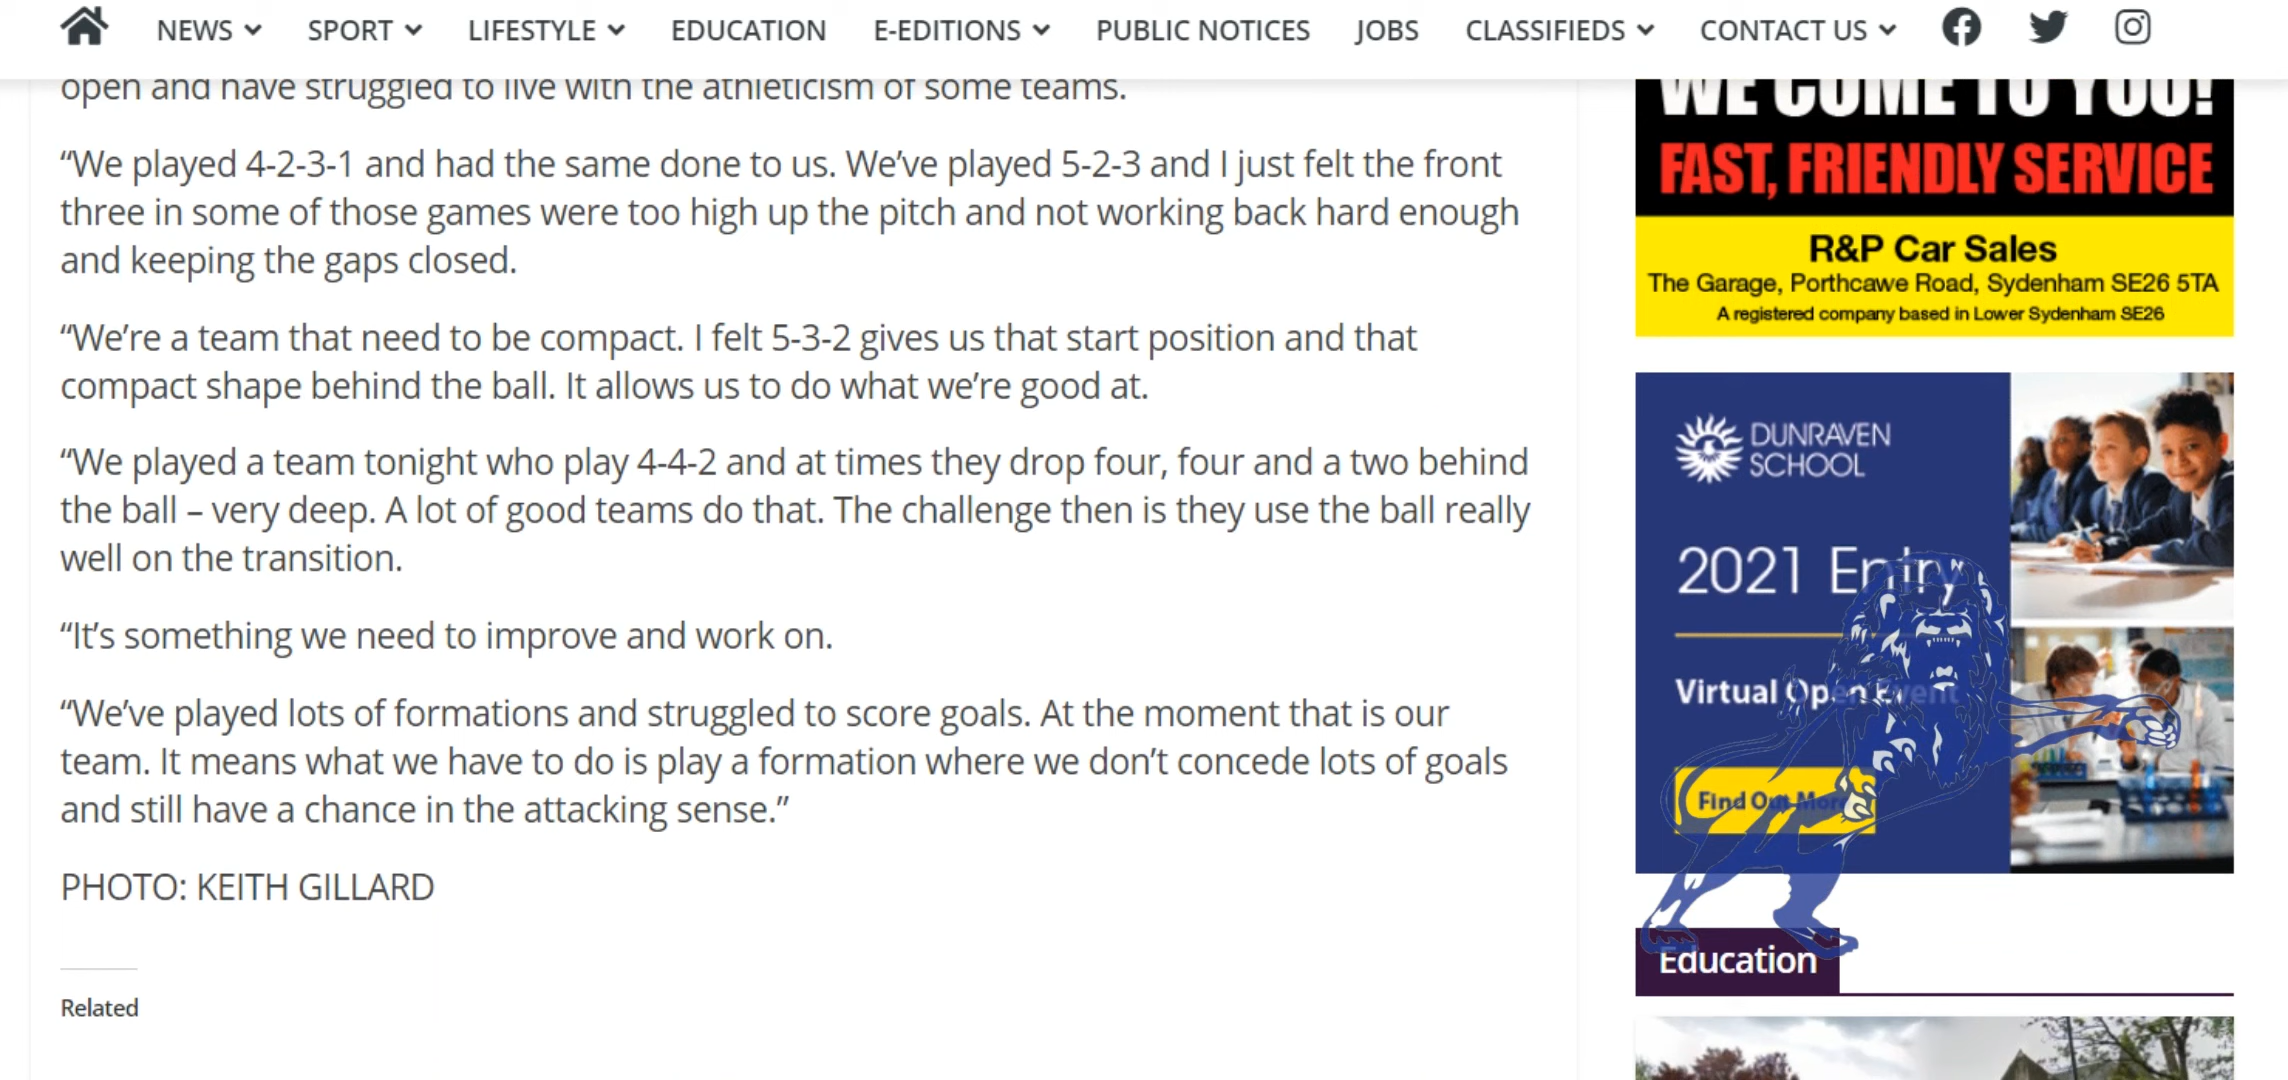 NEWS SPORT LIFESTYLE EDUCATION E-EDITIONS PUBLIC NOTICES JOBS CLASSIFIEDS CONTACT US
open and have struggled to live with the athleticism of some teams.
“We played 4-2-3-1 and had the same done to us. We’ve played 5-2-3 and I just felt the front
three in some of those games were too high up the pitch and not working back hard enough
and keeping the gaps closed.
“We’re a team that need to be compact. I felt 5-3-2 gives us that start position and that
compact shape behind the ball. It allows us to do what we’re good at.
“We played a team tonight who play 4-4-2 and at times they drop four, four and a two behind
the ball – very deep. A lot of good teams do that. The challenge then is they use the ball really
well on the transition.
“It’s something we need to improve and work on.
“We’ve played lots of formations and struggled to score goals. At the moment that is our
team. It means what we have to do is play a formation where we don’t concede lots of goals
and still have a chance in the attacking sense.”
PHOTO: KEITH GILLARD
Related
WE COME TO YOU!
FAST, FRIENDLY SERVICE
R&P Car Sales
The Garage, Porthcawe Road, Sydenham SE26 5TA
A registered company based in Lower Sydenham SE26
DUNRAVEN
SCHOOL
2021 Entry
Virtual Open Event
Find Out More
Education